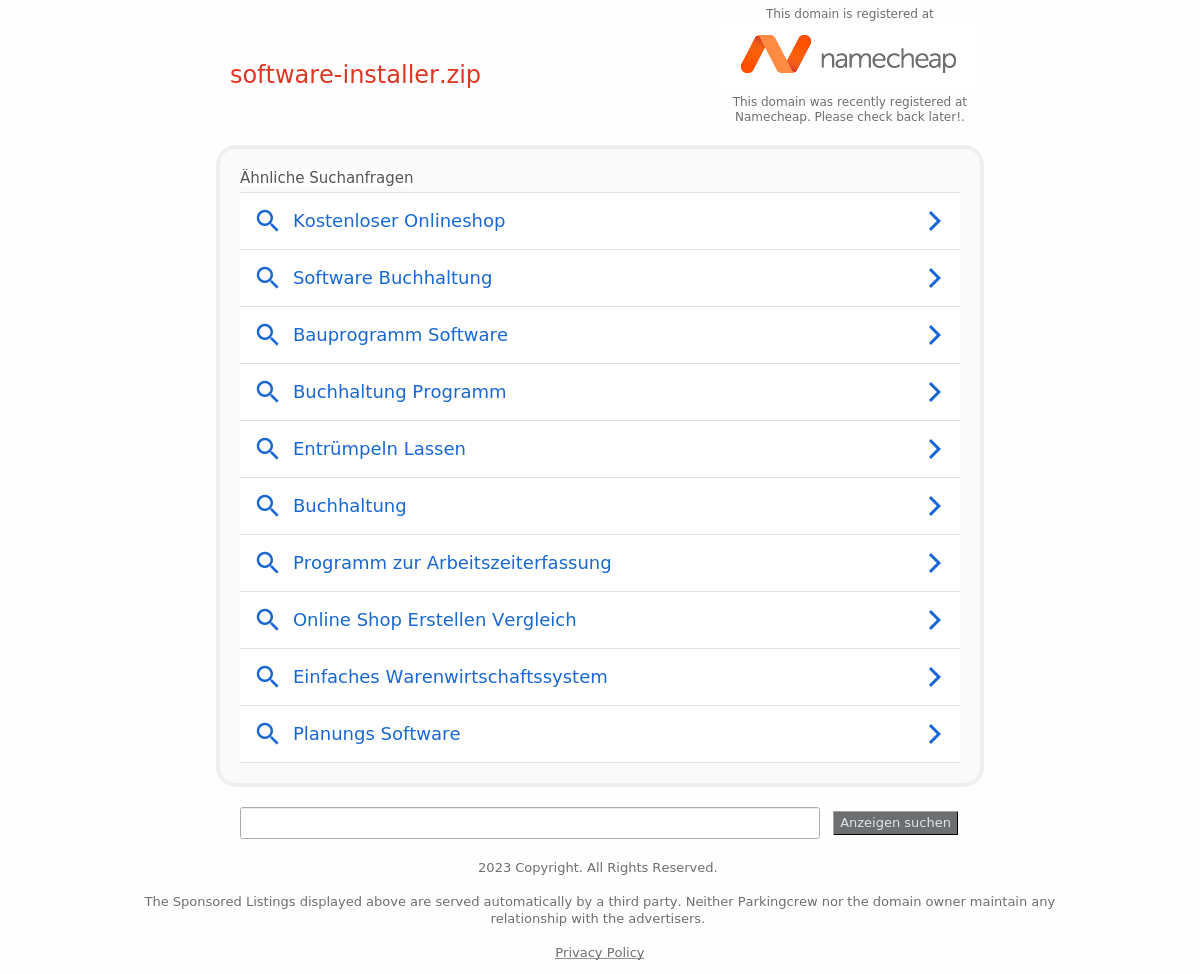 This domain is registered at
namecheap
software-installer.zip
This domain was recently registered at
Namecheap. Please check back later!.
Ähnliche Suchanfragen
Kostenloser Onlineshop
Software Buchhaltung
Bauprogramm Software
Buchhaltung Programm
Entrümpeln Lassen
Buchhaltung
Programm zur Arbeitszeiterfassung
Online Shop Erstellen Vergleich
Einfaches Warenwirtschaftssystem
Planungs Software
Anzeigen suchen
2023 Copyright. All Rights Reserved.
The Sponsored Listings displayed above are served automatically by a third party. Neither Parkingcrew nor the domain owner maintain any
relationship with the advertisers.
Privacy Policy